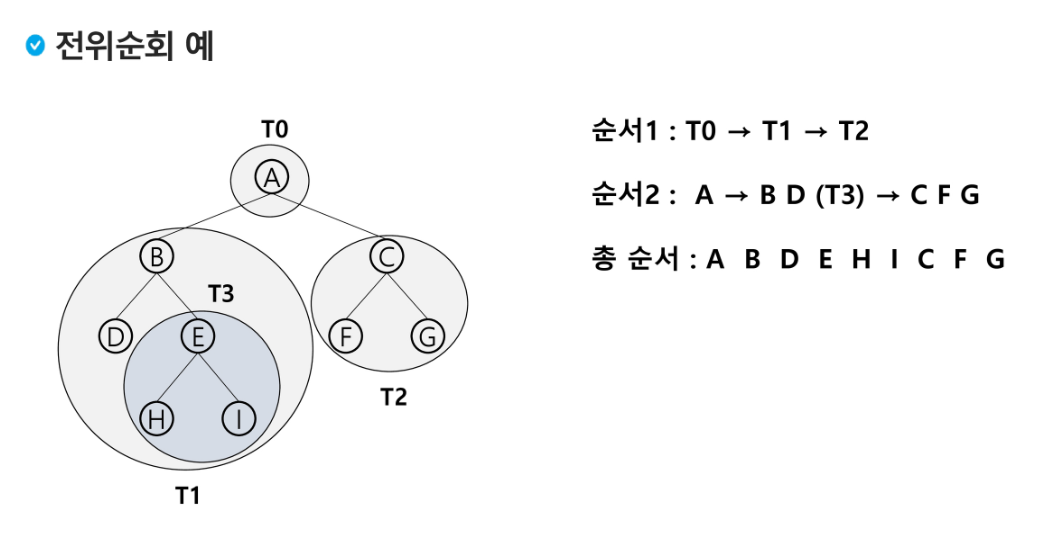 전위순회 예
T0
A
B
C
T3
D
E
F
G
H
I
T2
T1
순서1 : T0 → T1 → T2
순서2 : A → B D (T3) → C F G
총 순서 : A B D E H I C F G